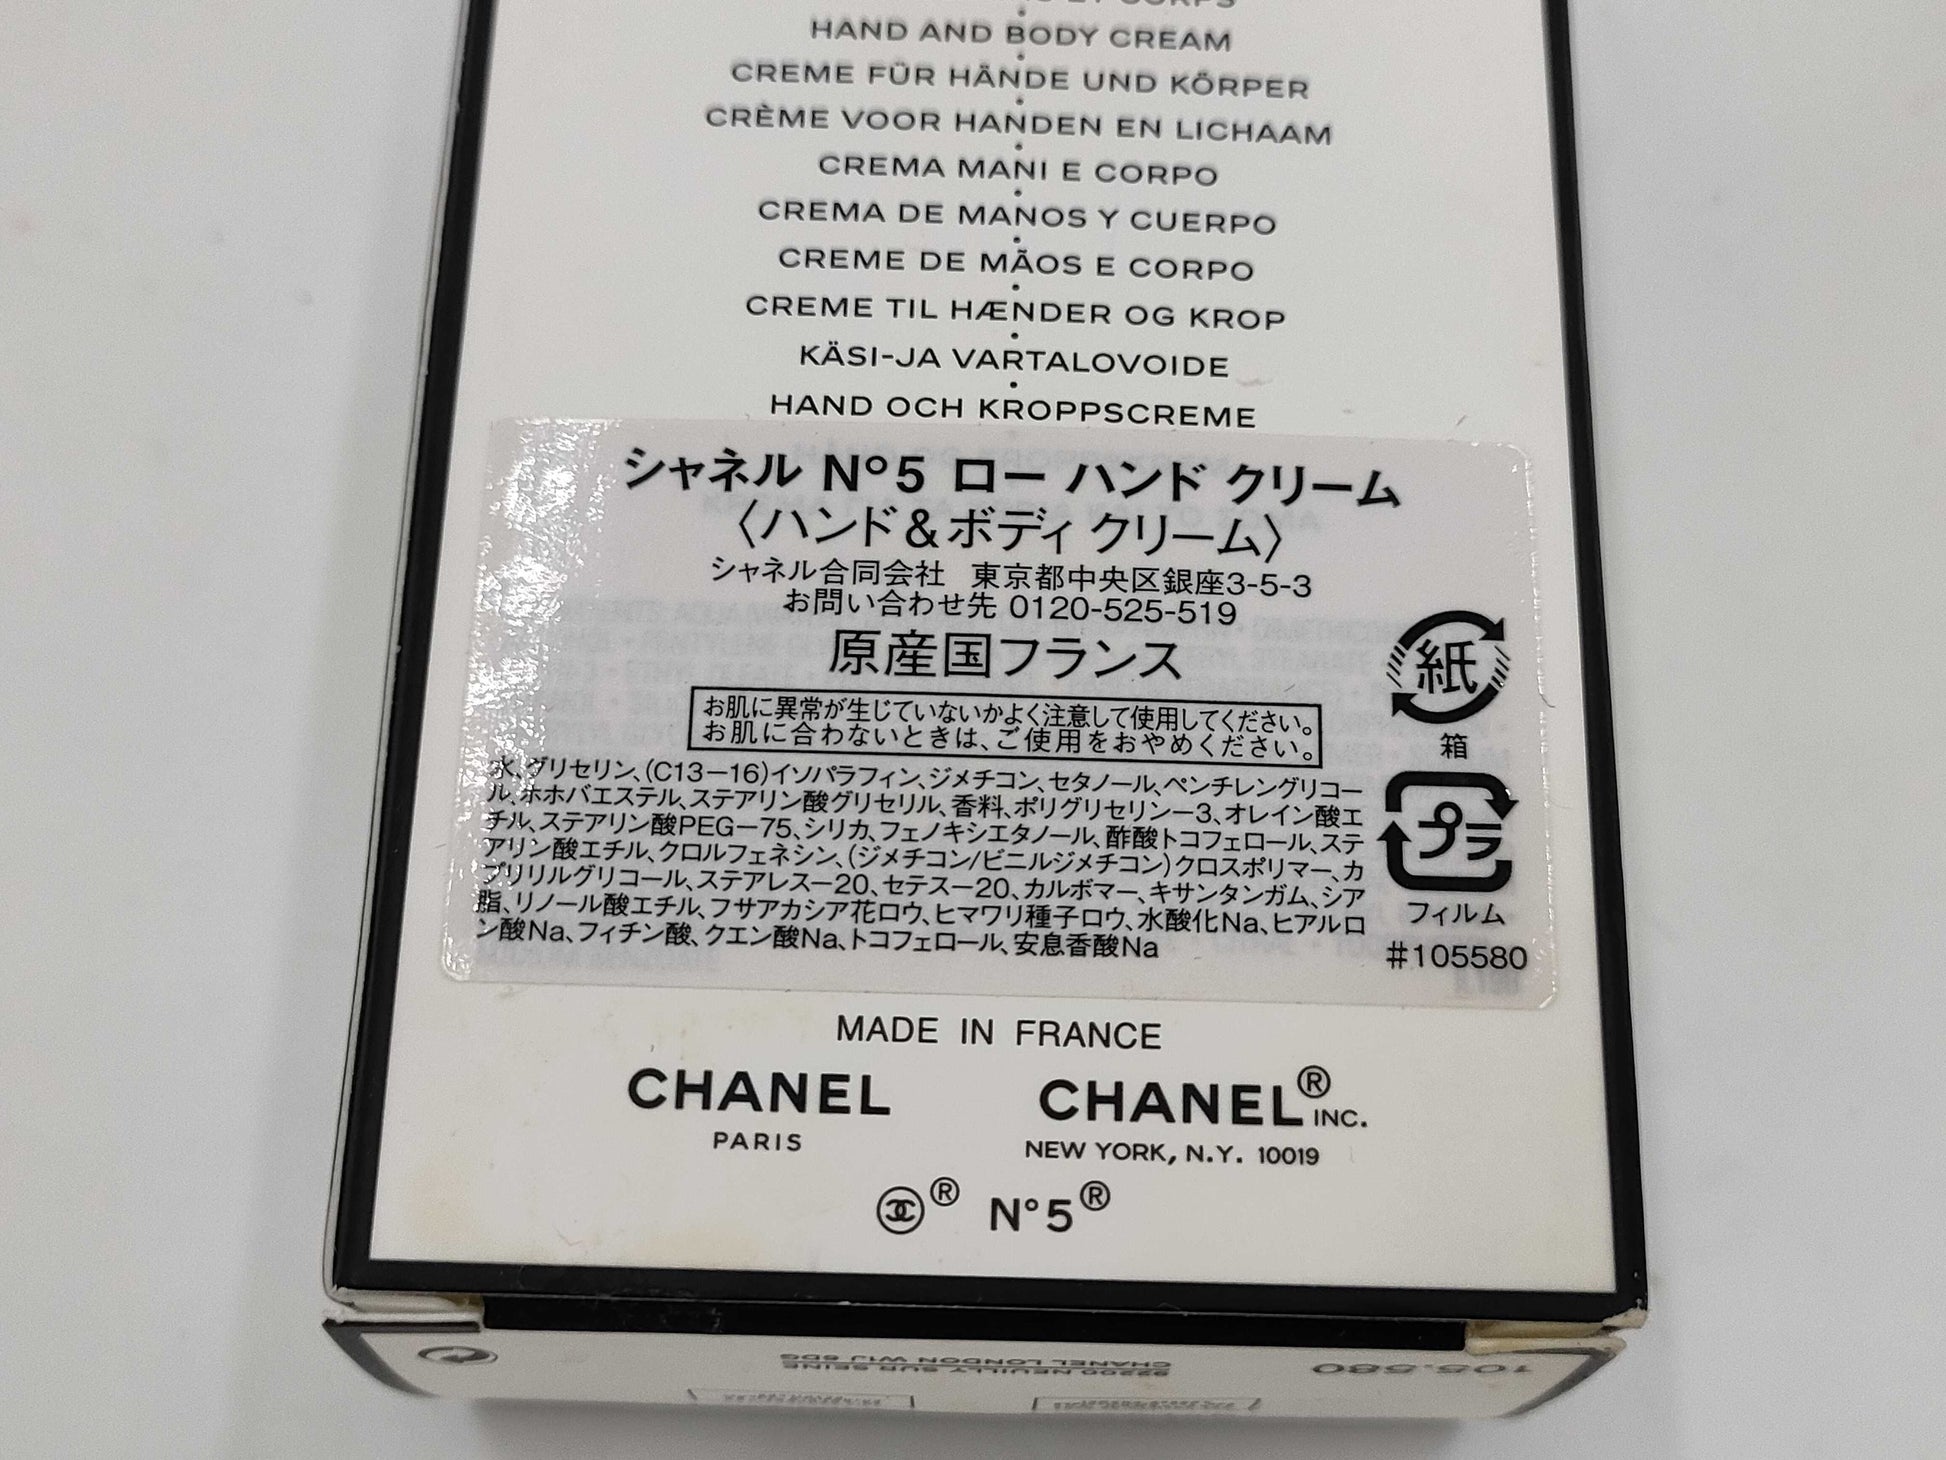 ET CORPS
HAND AND BODY CREAM
CREME FÜR HÄNDE UND KÖRPER
CRÈME VOOR HANDEN EN LICHAAM
CREMA MANI E CORPO
CREMA DE MANOS Y CUERPO
CREME DE MÃOS E CORPO
CREME TIL HÆNDER OG KROP
KÄSI-JA VARTALOVOIDE
HAND OCH KROPPSCREME
シャネル N°5 ロー ハンド クリーム
〈ハンド&ボディ クリーム〉
シャネル合同会社 東京都中央区銀座3-5-3
お問い合わせ先 0120-525-519
原産国フランス
お肌に異常が生じていないかよく注意して使用してください。
お肌に合わないときは、ご使用をおやめください。
水、グリセリン、(C13－16)イソパラフィン、ジメチコン、セタノール、ペンチレングリコー
ル、ホホバエステル、ステアリン酸グリセリル、香料、ポリグリセリン－3、オレイン酸エ
チル、ステアリン酸PEG－75、シリカ、フェノキシエタノール、酢酸トコフェロール、ステ
アリン酸エチル、クロルフェネシン、(ジメチコン/ビニルジメチコン)クロスポリマー、カ
プリリルグリコール、ステアレス－20、セテス－20、カルボマー、キサンタンガム、シア
脂、リノール酸エチル、フサアカシア花ロウ、ヒマワリ種子ロウ、水酸化Na、ヒアルロ
ン酸Na、フィチン酸、クエン酸Na、トコフェロール、安息香酸Na
紙
箱
プラ
フィルム
#105580
MADE IN FRANCE
CHANEL
PARIS
CHANEL® INC.
NEW YORK, N.Y. 10019
® N°5®
92200 NEUILLY SUR SEINE
CHANEL LONDON W1J 6DG
105.580